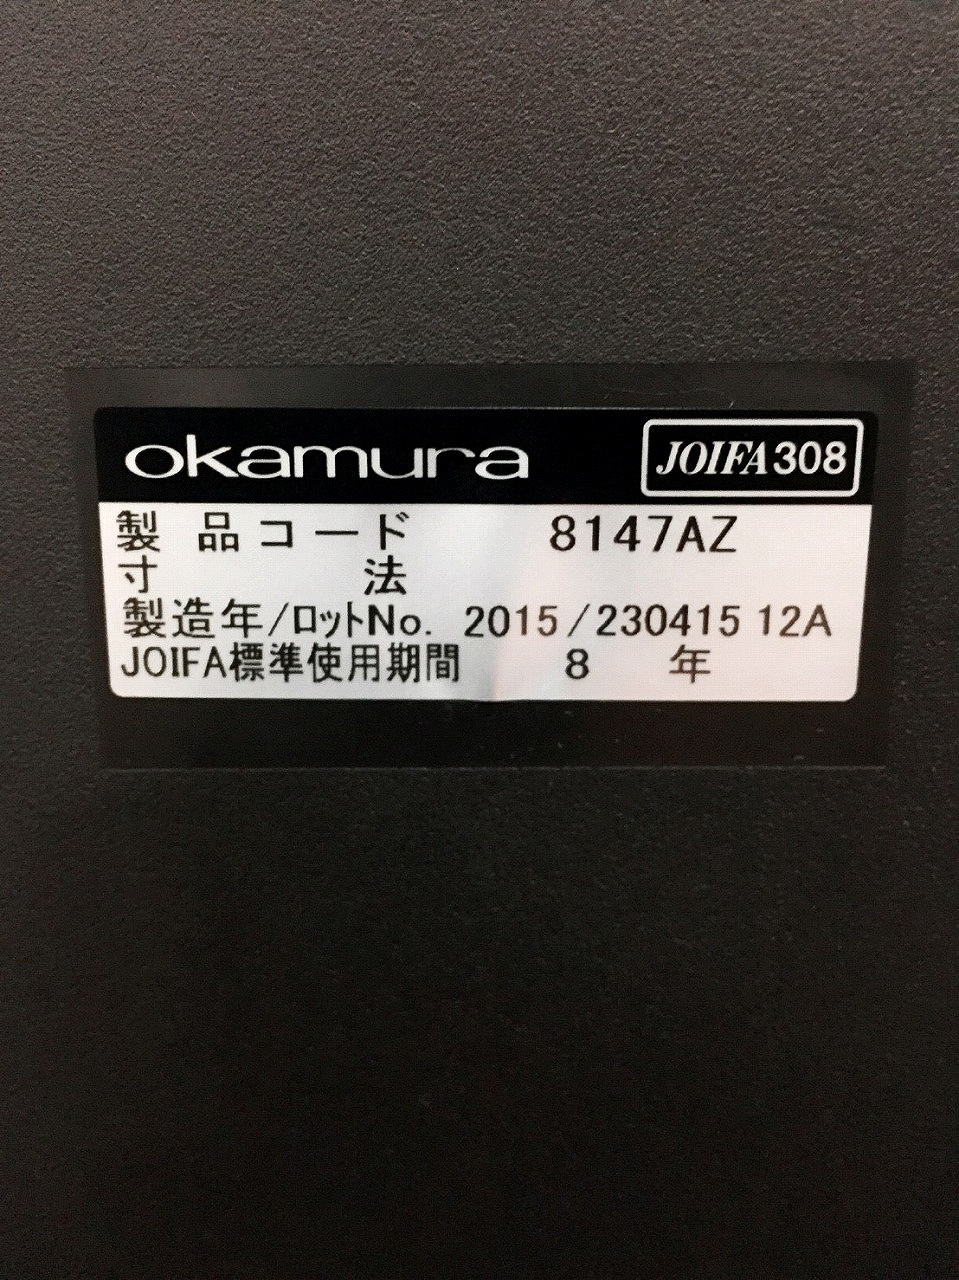 okamura JOIFA308
製品コード 8147AZ
寸法
製造年/ロットNo. 2015/230415 12A
JOIFA標準使用期間 8 年